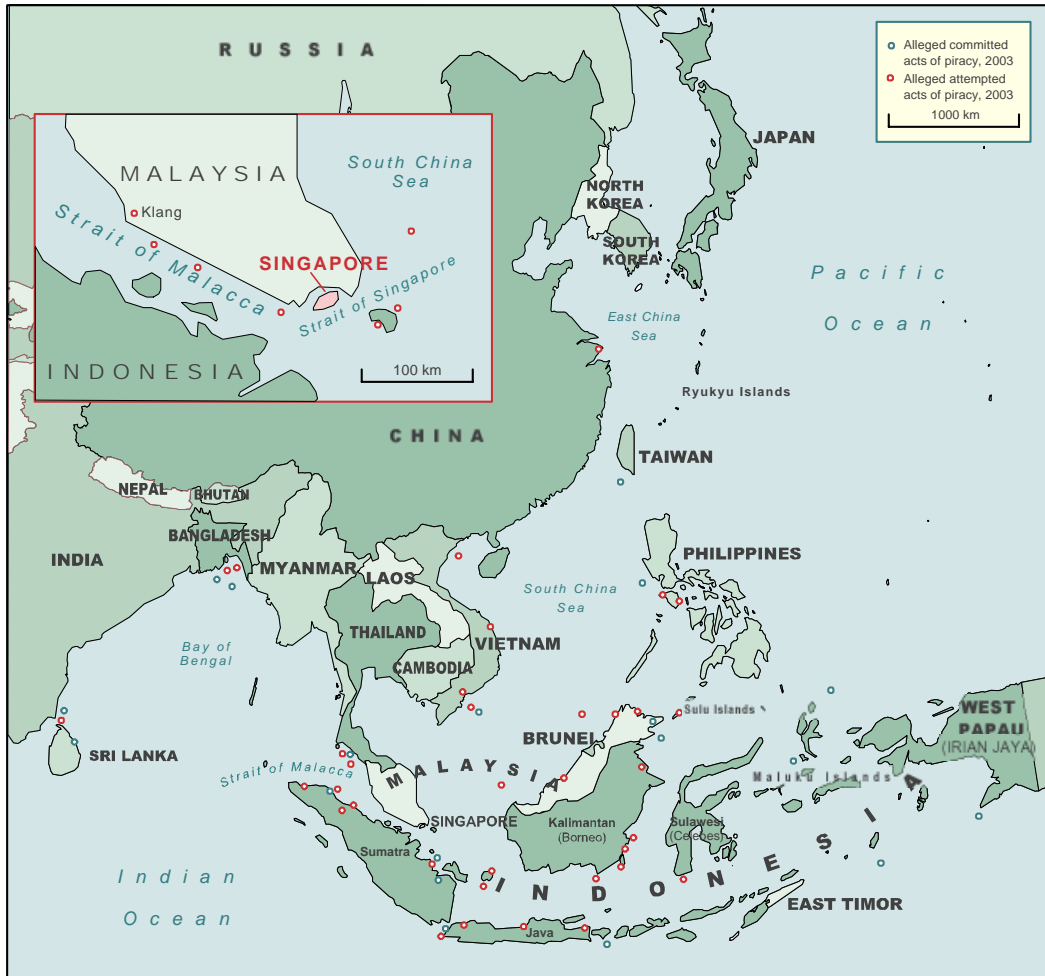 RUSSIA
Alleged committed
acts of piracy, 2003
Alleged attempted
acts of piracy, 2003
1000 km
JAPAN
NORTH
KOREA
SOUTH
KOREA
MALAYSIA
South China
Sea
Klang
Strait of Malacca
SINGAPORE
Strait of Singapore
INDONESIA
100 km
Pacific
Ocean
East China
Sea
Ryukyu Islands
CHINA
TAIWAN
NEPAL
BHUTAN
BANGLADESH
INDIA
MYANMAR
LAOS
PHILIPPINES
South China
Sea
THAILAND
VIETNAM
CAMBODIA
Bay of
Bengal
SRI LANKA
Strait of Malacca
MALAYSIA
BRUNEI
Sulu Islands
WEST
PAPAU
(IRIAN JAYA)
Maluku Islands
SINGAPORE
Kalimantan
(Borneo)
Sulawesi
(Celebes)
Sumatra
INDONESIA
Indian
Ocean
EAST TIMOR
Java